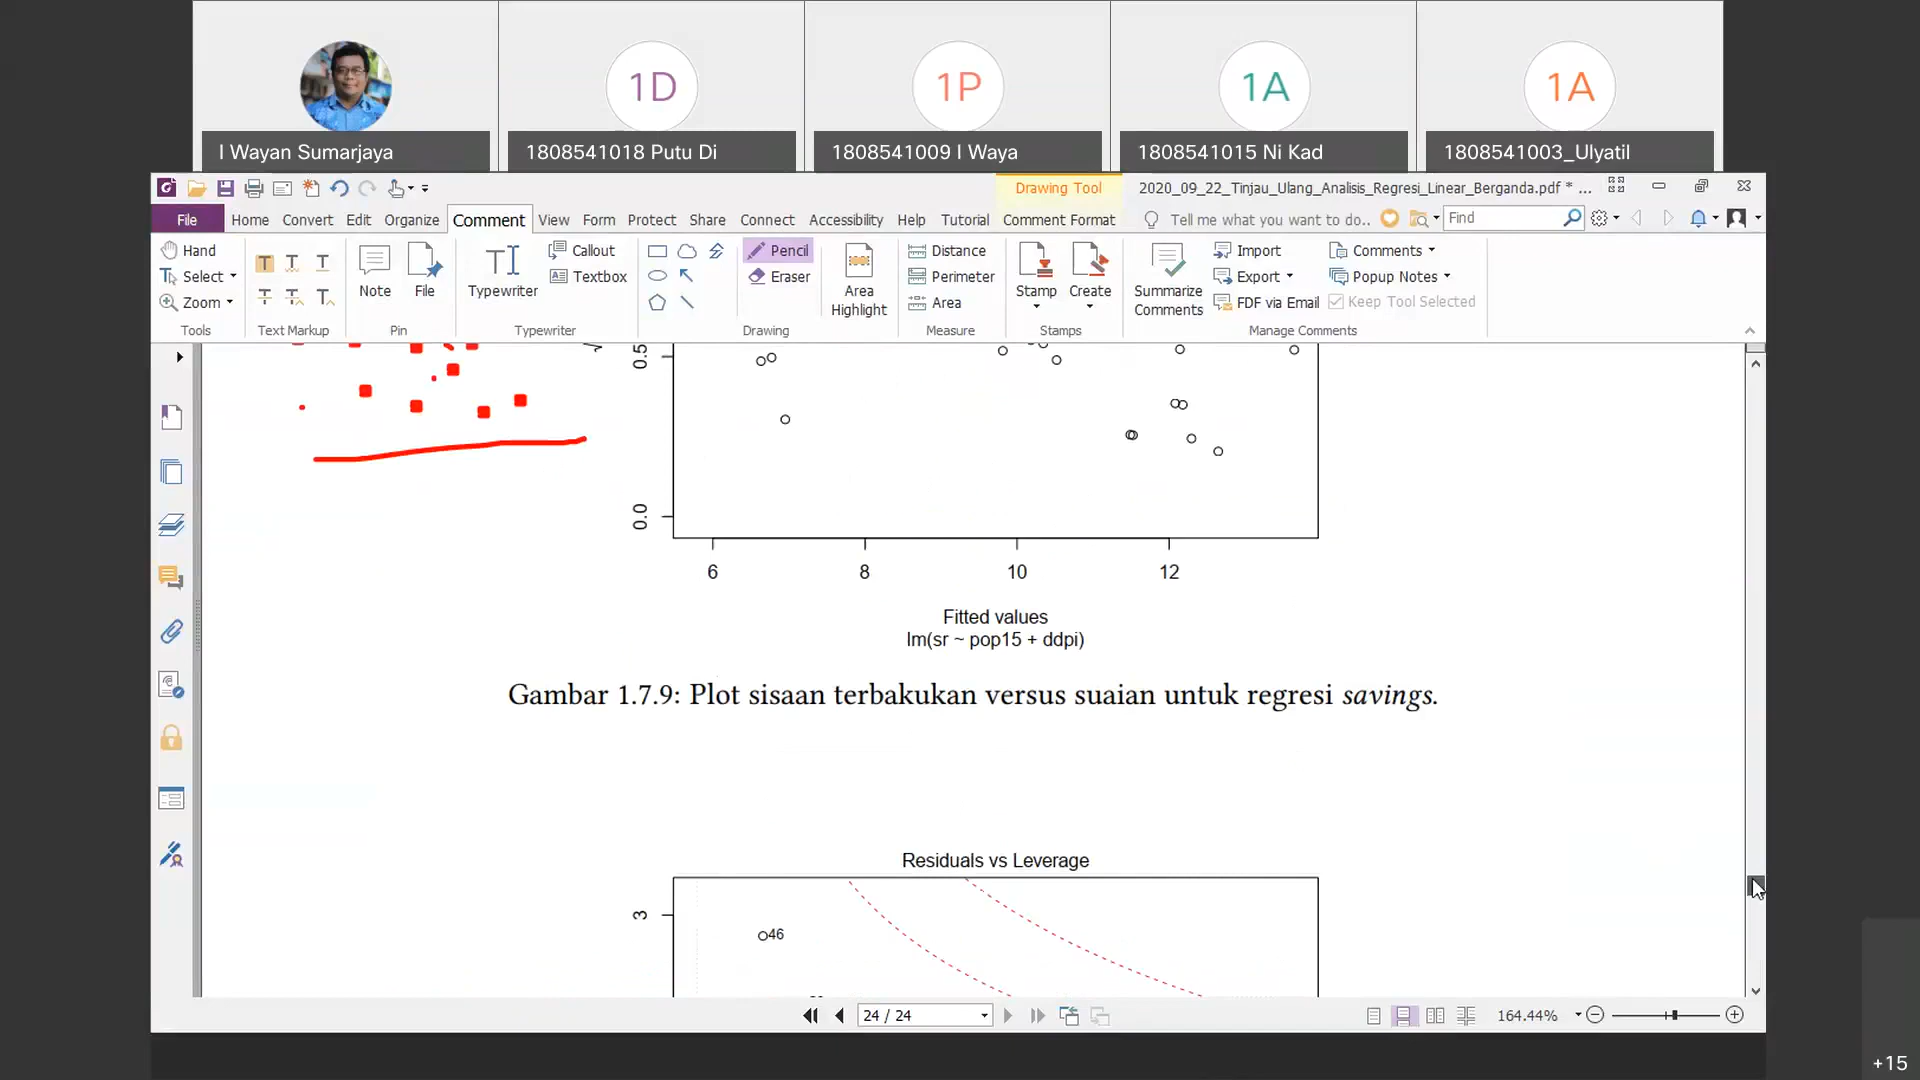 1D
1P
1A
1A
I Wayan Sumarjaya
1808541018 Putu Di
1808541009 I Waya
1808541015 Ni Kad
1808541003_Ulyatil
Drawing Tool
2020_09_22_Tinjau_Ulang_Analisis_Regresi_Linear_Berganda.pdf * ...
File Home Convert Edit Organize Comment View Form Protect Share Connect Accessibility Help Tutorial Comment Format Tell me what you want to do.. Find
Hand
Select
Zoom
Tools
Text Markup
Note
File
Pin
Typewriter
Callout
Textbox
Typewriter
Pencil
Eraser
Area Highlight
Drawing
Distance
Perimeter
Area
Measure
Stamp
Create
Stamps
Summarize Comments
Import
Export
FDF via Email
Comments
Popup Notes
Keep Tool Selected
Manage Comments
0.5
0.0
6 8 10 12
Fitted values
lm(sr ~ pop15 + ddpi)
Gambar 1.7.9: Plot sisaan terbakukan versus suaian untuk regresi savings.
Residuals vs Leverage
3
46
24 / 24
164.44%
+15